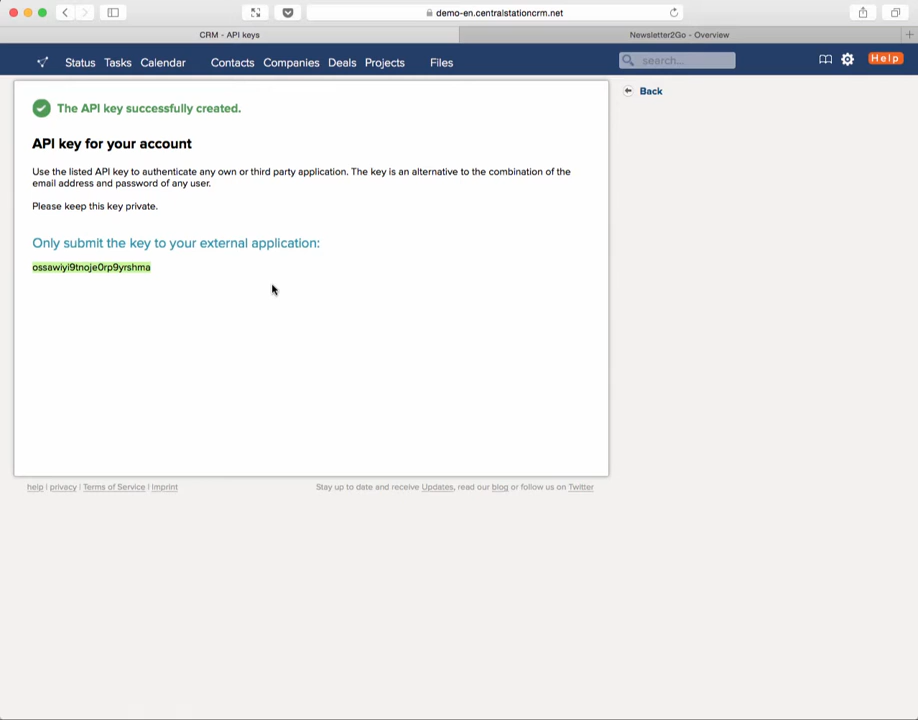 demo-en.centralstationcrm.net
CRM - API keys
Newsletter2Go - Overview
Status Tasks Calendar Contacts Companies Deals Projects Files search... Help
The API key successfully created.
Back
API key for your account
Use the listed API key to authenticate any own or third party application. The key is an alternative to the combination of the
email address and password of any user.
Please keep this key private.
Only submit the key to your external application:
ossawiyi9tnoje0rp9yrshma
help | privacy | Terms of Service | Imprint
Stay up to date and receive Updates, read our blog or follow us on Twitter